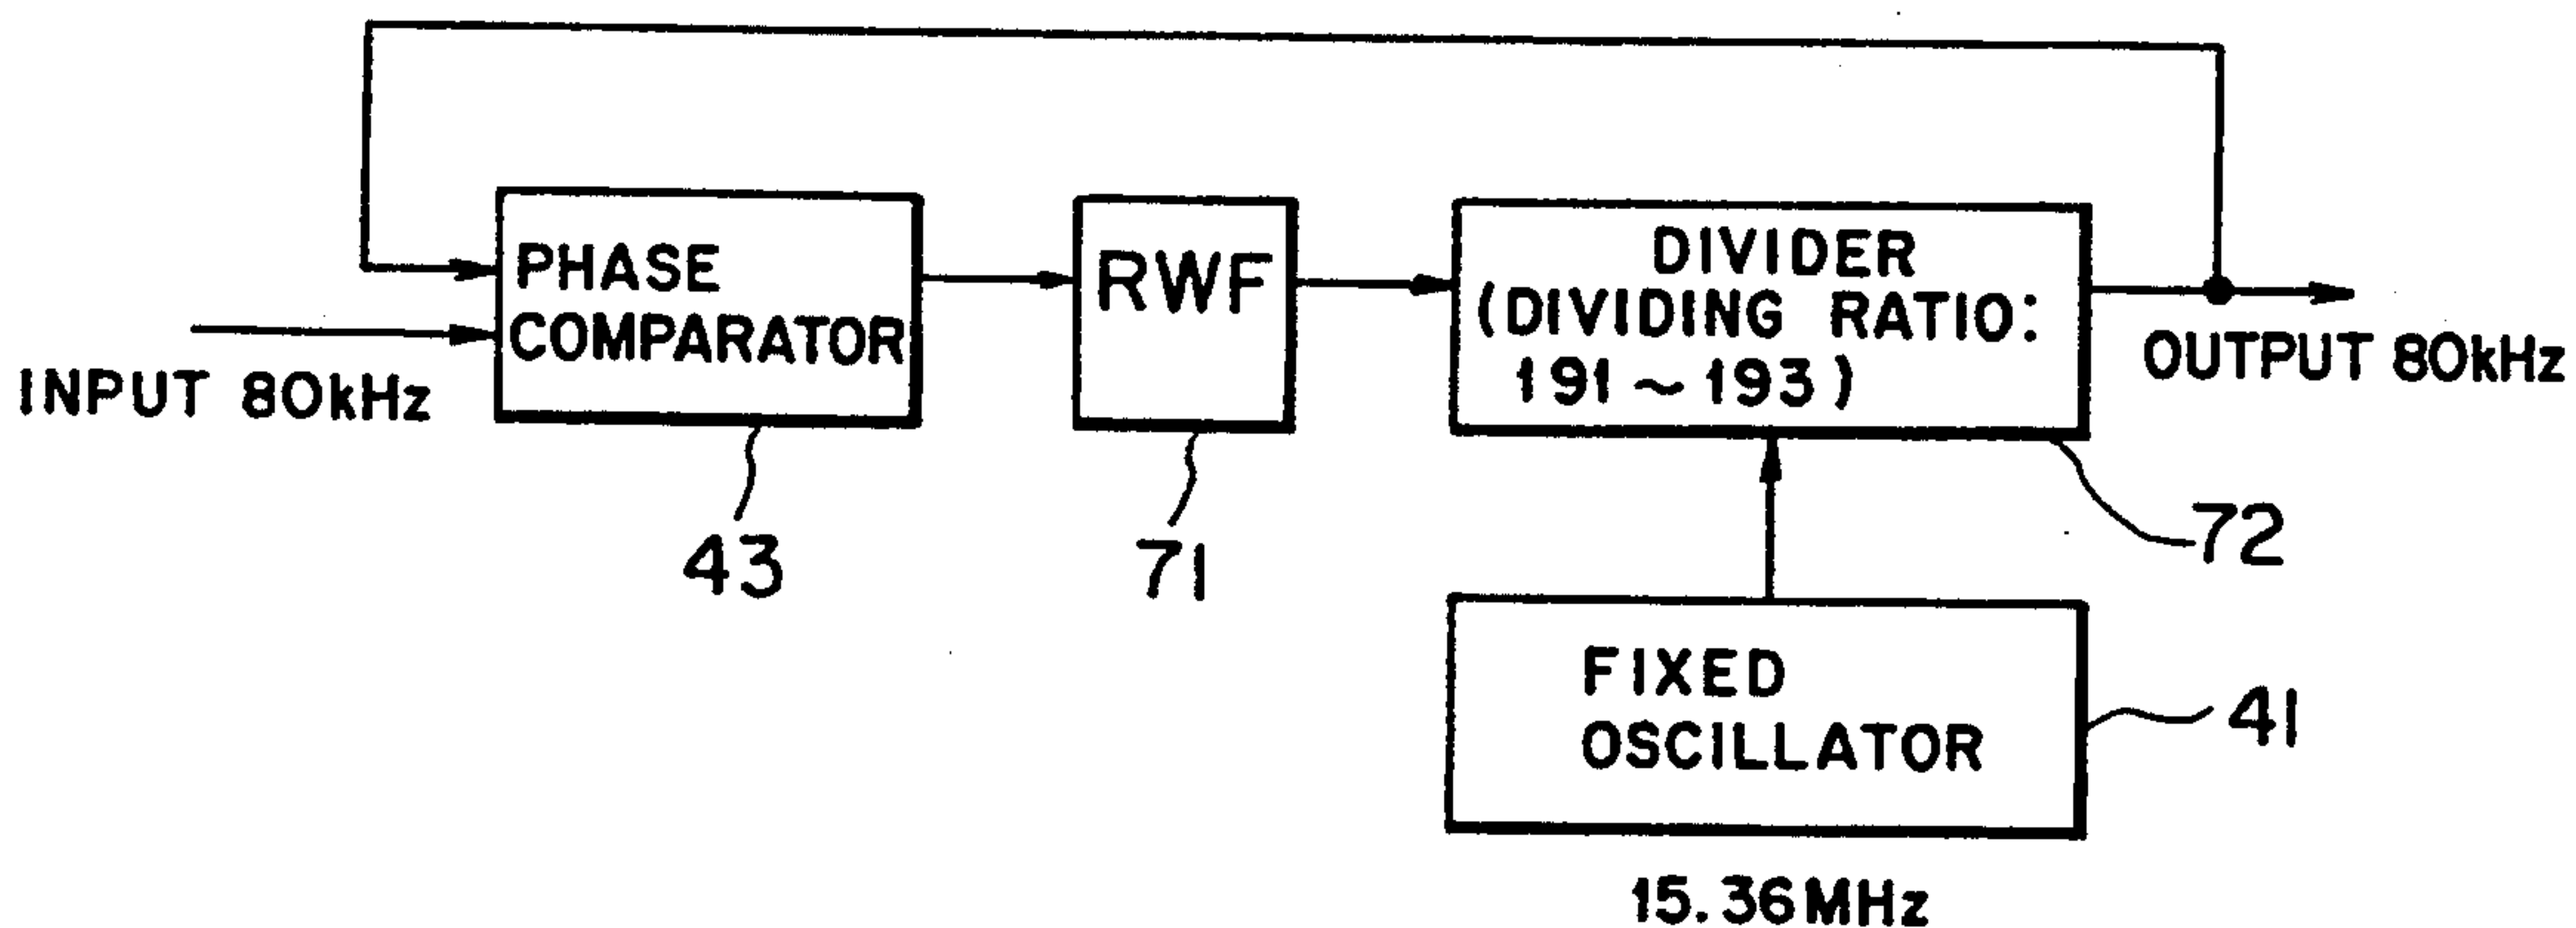 PHASE
COMPARATOR
INPUT 80kHz
43
RWF
71
DIVIDER
(DIVIDING RATIO:
191~193)
72
OUTPUT 80kHz
FIXED
OSCILLATOR
41
15.36MHz